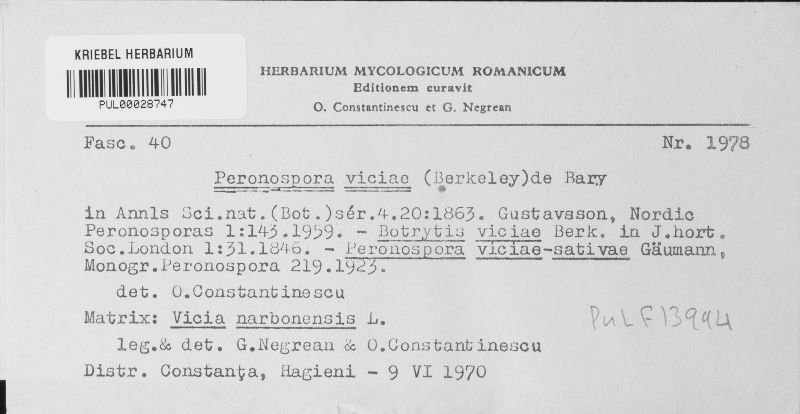 KRIEBEL HERBARIUM
PUL00028747
HERBARIUM MYCOLOGICUM ROMANICUM
Editionem curavit
O. Constantinescu et G. Negrean
Fasc. 40 Nr. 1978
Peronospora viciae (Berkeley)de Bary
in Annls Sci.nat.(Bot.)sér.4.20:1863. Gustavsson, Nordic
Peronosporas 1:143.1959. - Botrytis viciae Berk. in J.hort.
Soc.London 1:31.1846. - Peronospora viciae-sativae Gäumann,
Monogr.Peronospora 219.1923.
det. O.Constantinescu
Matrix: Vicia narbonensis L.
PuL F13994
leg.& det. G.Negrean & O.Constantinescu
Distr. Constanţa, Hagieni - 9 VI 1970